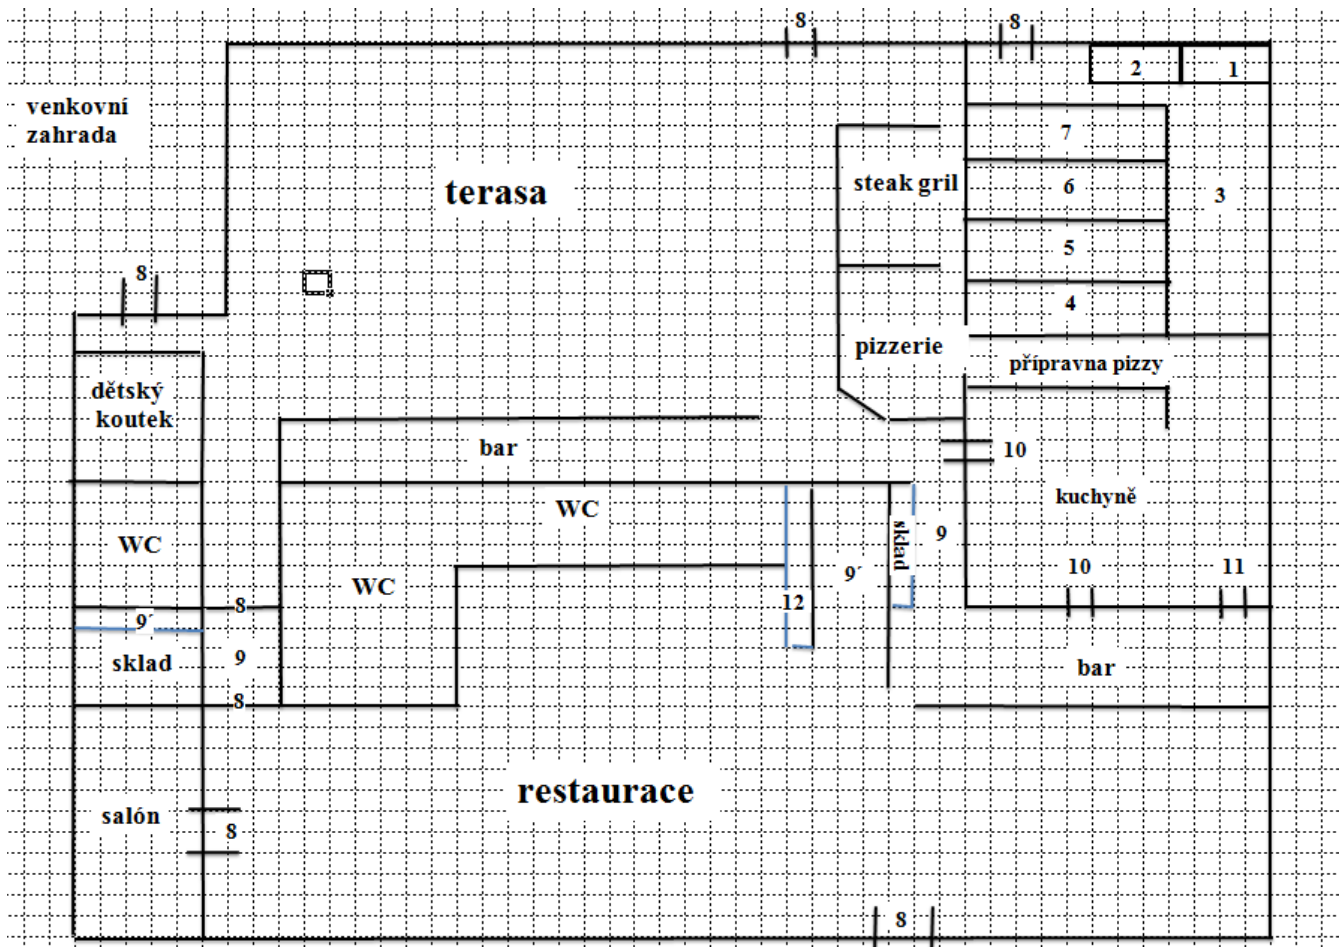 8
8
2
1
venkovní
zahrada
7
steak gril
6
terasa
3
5
8
4
pizzerie
přípravna pizzy
dětský
koutek
bar
10
kuchyně
WC
sklad
9
WC
9´
10
11
WC
12
8
9´
9
sklad
bar
8
restaurace
salón
8
8